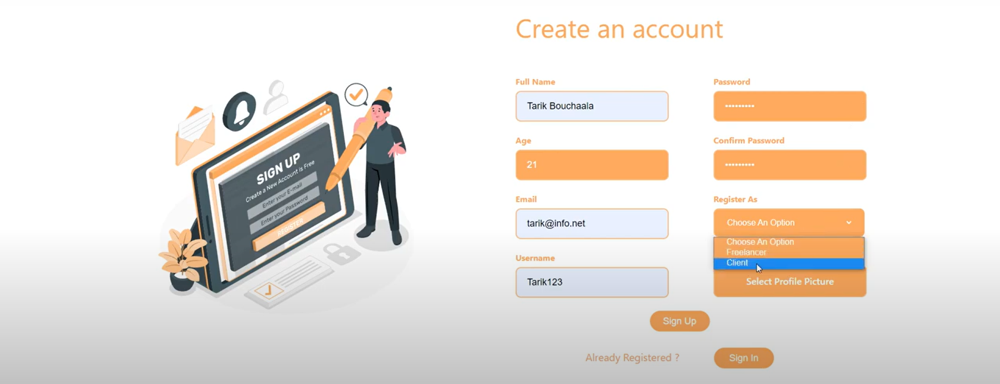 Create an account
Full Name
Tarik Bouchaala
Age
21
Email
tarik@info.net
Username
Tarik123
Password
•••••••••
Confirm Password
•••••••••
Register As
Choose An Option
Choose An Option
Freelancer
Client
Select Profile Picture
Sign Up
Already Registered ?
Sign In
SIGN UP
Create a New Account is Free
Enter your E-mail
Enter your Password
REGISTER